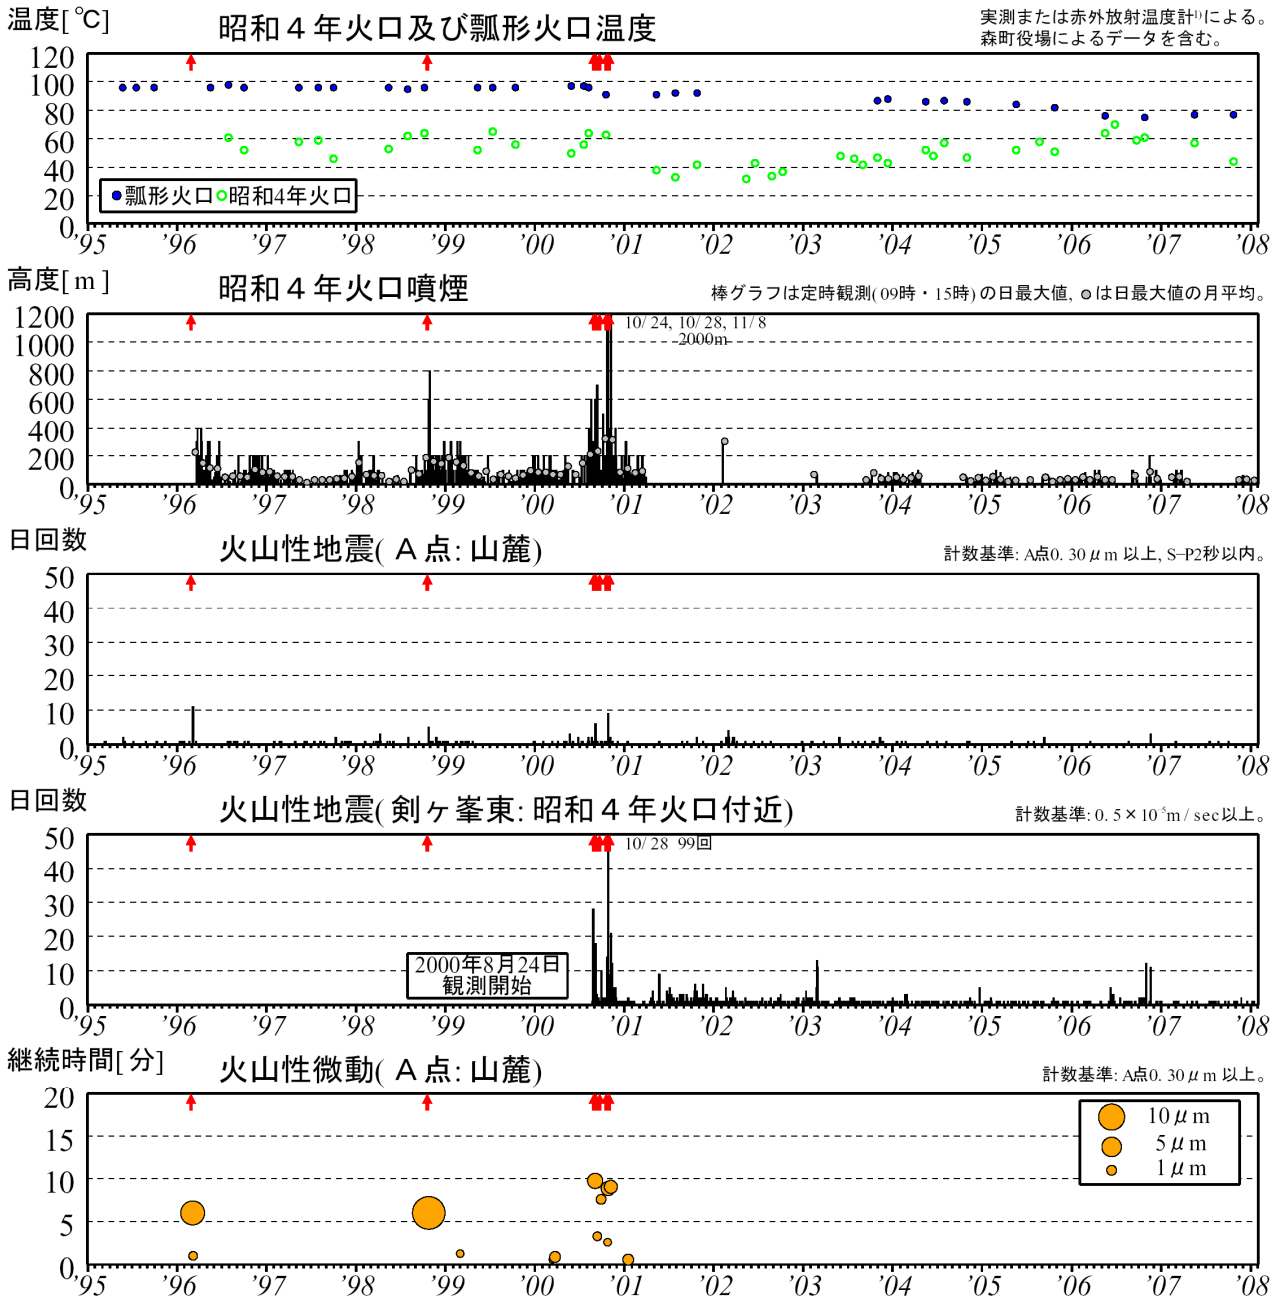 温度[℃]
昭和４年火口及び瓢形火口温度
実測または赤外放射温度計¹⁾による。
森町役場によるデータを含む。
120
100
80
60
40
20
0
瓢形火口 昭和4年火口
'95 '96 '97 '98 '99 '00 '01 '02 '03 '04 '05 '06 '07 '08
高度[m]
昭和４年火口噴煙
棒グラフは定時観測(09時・15時)の日最大値, は日最大値の月平均。
1200
1000
800
600
400
200
0
10/24, 10/28, 11/8
2000m
'95 '96 '97 '98 '99 '00 '01 '02 '03 '04 '05 '06 '07 '08
日回数
火山性地震(Ａ点:山麓)
計数基準:A点0.30μm以上, S-P2秒以内。
50
40
30
20
10
0
'95 '96 '97 '98 '99 '00 '01 '02 '03 '04 '05 '06 '07 '08
日回数
火山性地震(剣ヶ峯東:昭和４年火口付近)
計数基準:0.5×10⁻⁵m/sec以上。
50
40
30
20
10
0
10/28 99回
2000年8月24日
観測開始
'95 '96 '97 '98 '99 '00 '01 '02 '03 '04 '05 '06 '07 '08
継続時間[分]
火山性微動(Ａ点:山麓)
計数基準:A点0.30μm以上。
20
15
10
5
0
10μm
5μm
1μm
'95 '96 '97 '98 '99 '00 '01 '02 '03 '04 '05 '06 '07 '08